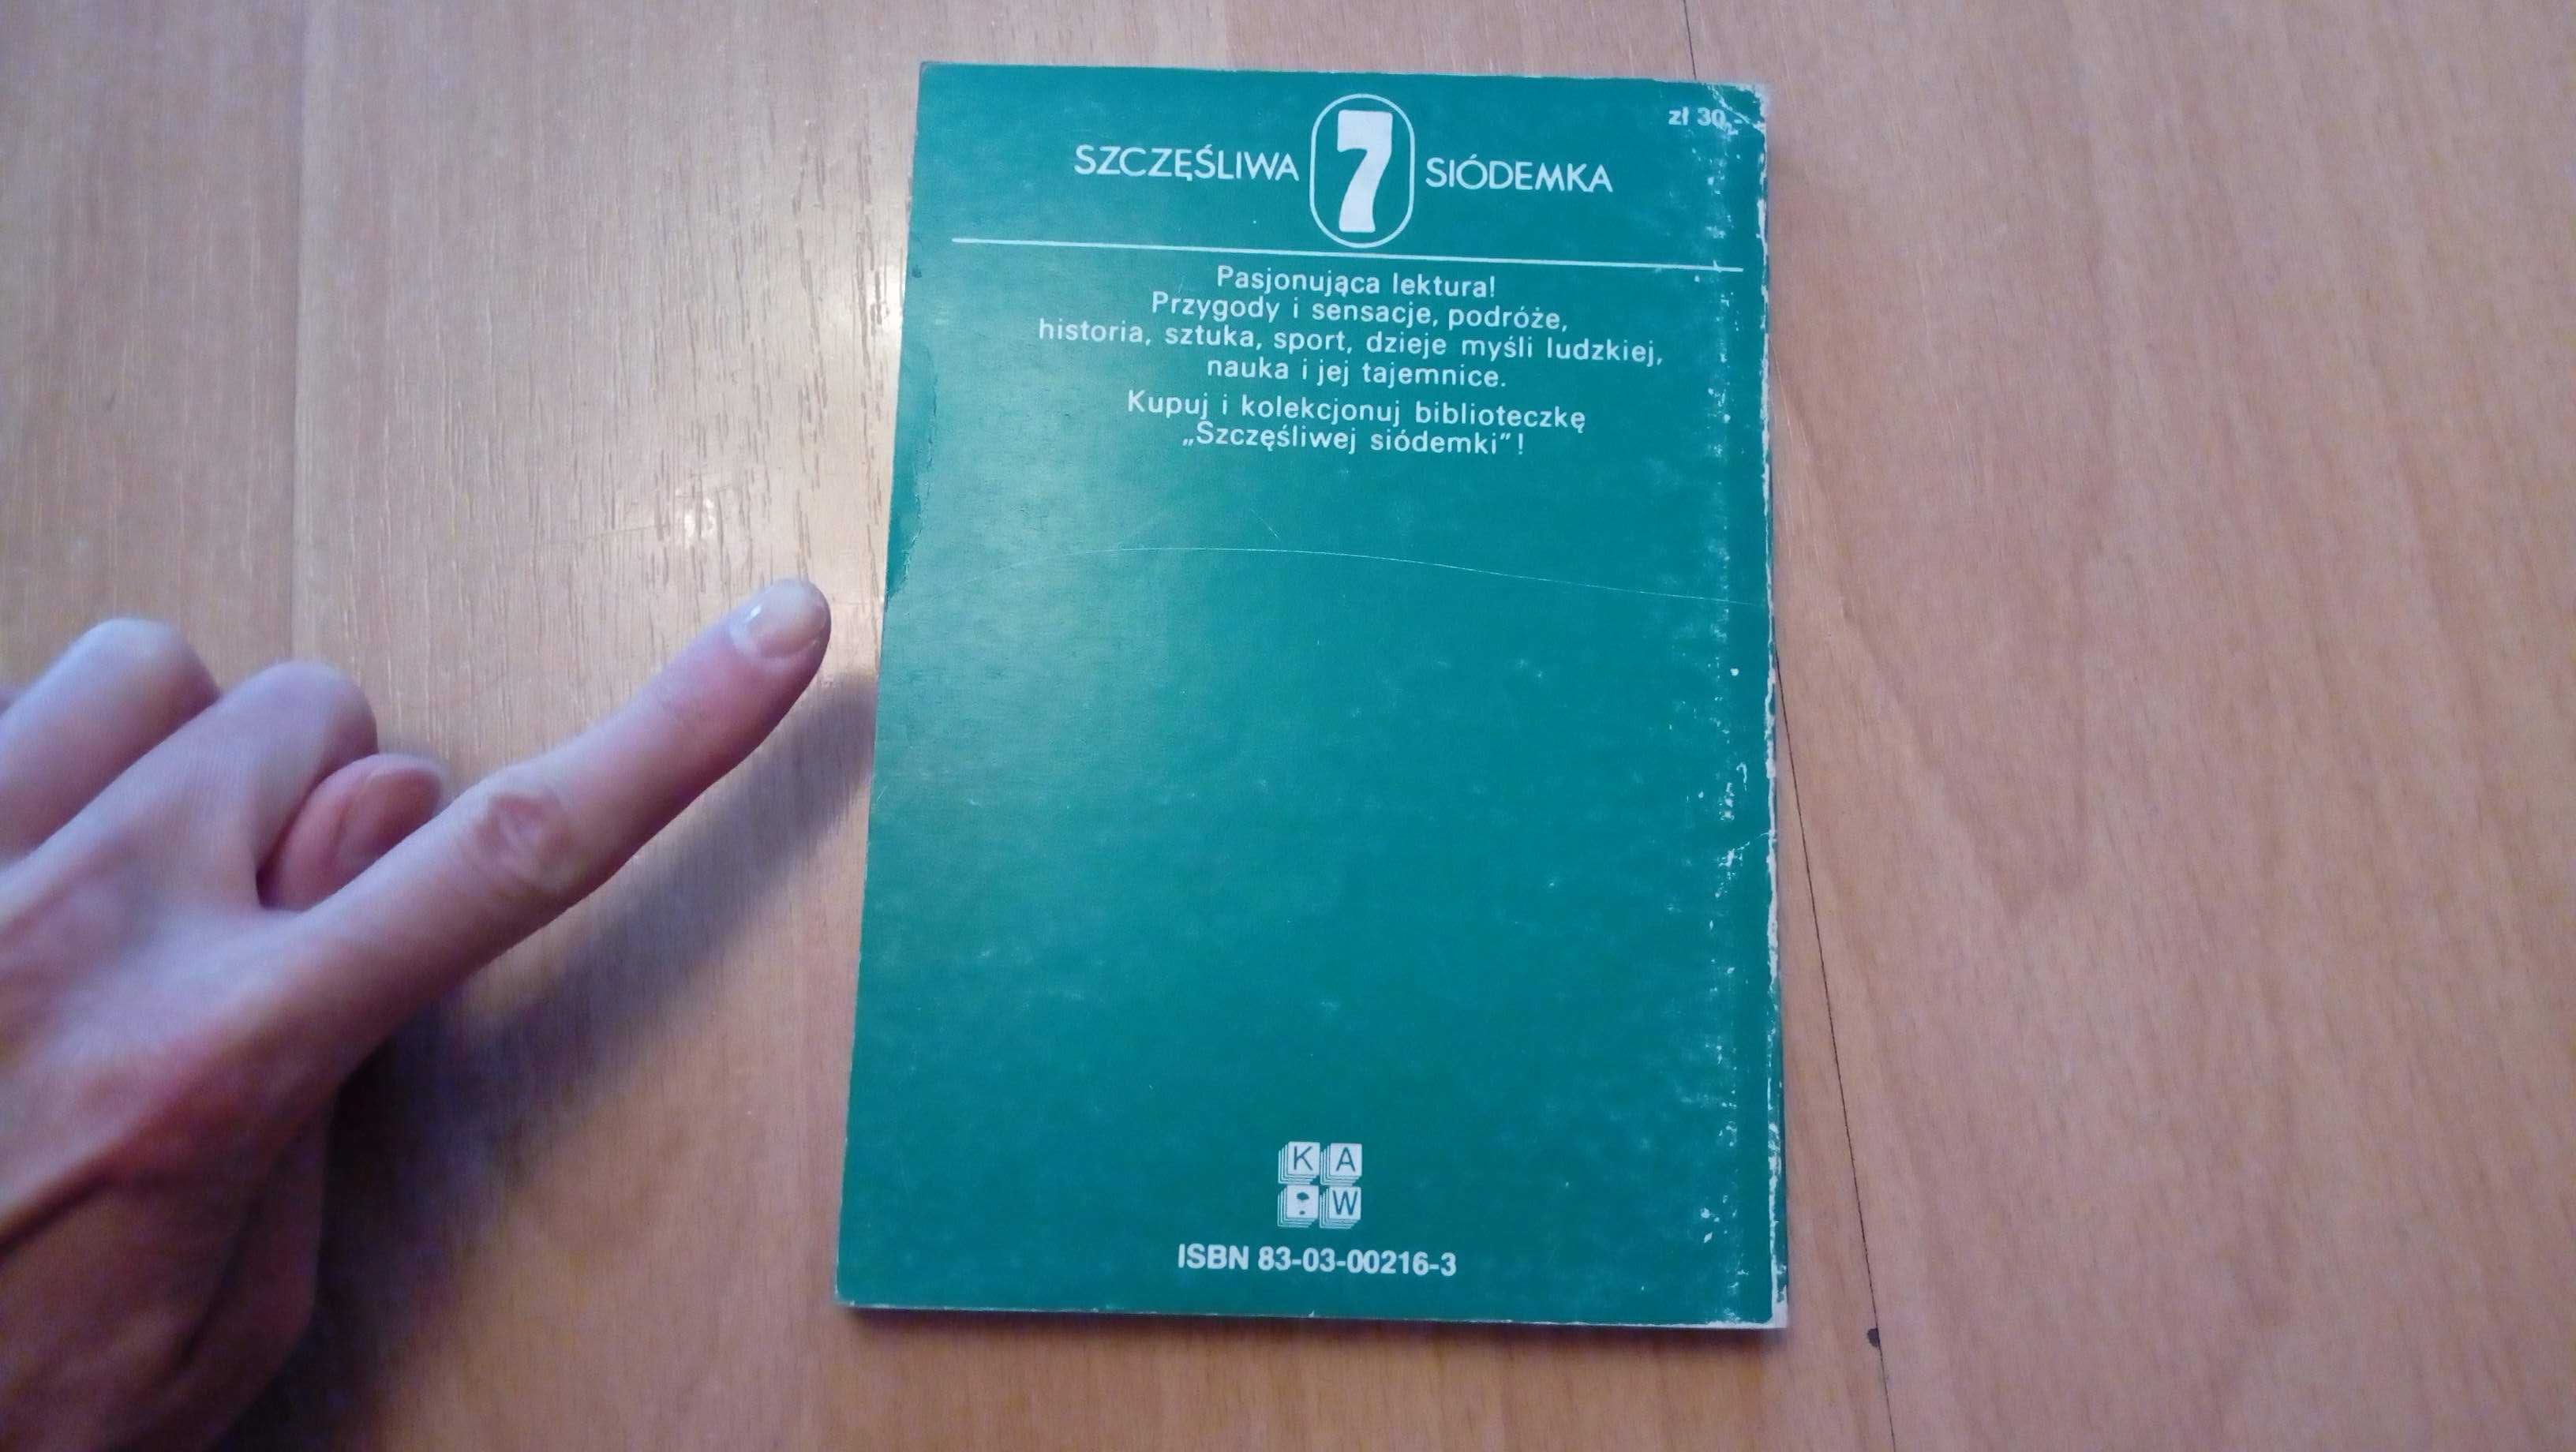 zł 30,-
SZCZĘŚLIWA 7 SIÓDEMKA
Pasjonująca lektura!
Przygody i sensacje, podróże,
historia, sztuka, sport, dzieje myśli ludzkiej,
nauka i jej tajemnice.
Kupuj i kolekcjonuj biblioteczkę
„Szczęśliwej siódemki”!
K A
W
ISBN 83-03-00216-3